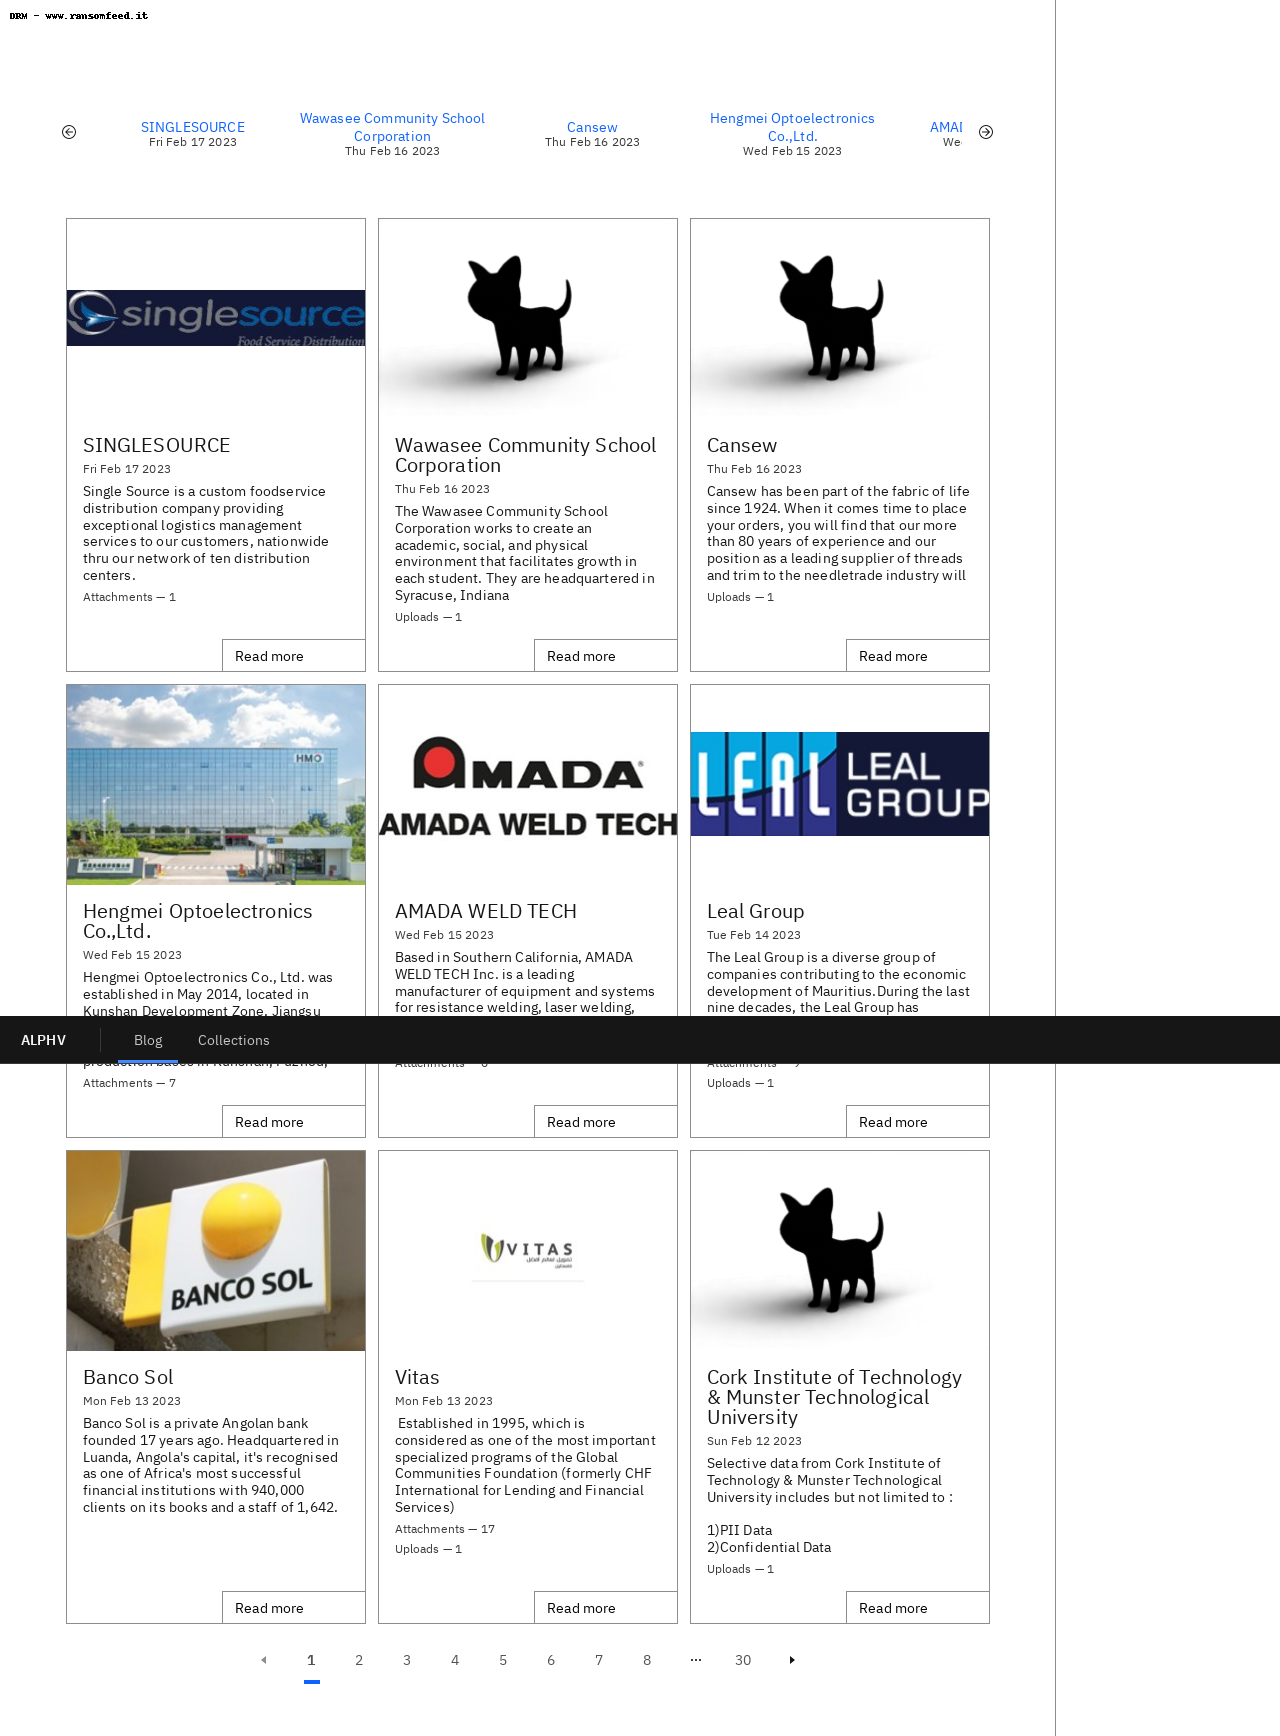 DRM - www.ransomfeed.it
SINGLESOURCE
Fri Feb 17 2023
Wawasee Community School
Corporation
Thu Feb 16 2023
Cansew
Thu Feb 16 2023
Hengmei Optoelectronics
Co.,Ltd.
Wed Feb 15 2023
singlesource
Food Service Distribution
SINGLESOURCE
Fri Feb 17 2023
Single Source is a custom foodservice
distribution company providing
exceptional logistics management
services to our customers, nationwide
thru our network of ten distribution
centers.
Attachments — 1
Read more
Wawasee Community School
Corporation
Thu Feb 16 2023
The Wawasee Community School
Corporation works to create an
academic, social, and physical
environment that facilitates growth in
each student. They are headquartered in
Syracuse, Indiana
Uploads — 1
Read more
Cansew
Thu Feb 16 2023
Cansew has been part of the fabric of life
since 1924. When it comes time to place
your orders, you will find that our more
than 80 years of experience and our
position as a leading supplier of threads
and trim to the needletrade industry will
Uploads — 1
Read more
HMO
Hengmei Optoelectronics
Co.,Ltd.
Wed Feb 15 2023
Hengmei Optoelectronics Co., Ltd. was
established in May 2014, located in
Kunshan Development Zone, Jiangsu
Attachments — 7
Read more
AMADA
AMADA WELD TECH
AMADA WELD TECH
Wed Feb 15 2023
Based in Southern California, AMADA
WELD TECH Inc. is a leading
manufacturer of equipment and systems
for resistance welding, laser welding,
Read more
LEAL
LEAL
GROUP
Leal Group
Tue Feb 14 2023
The Leal Group is a diverse group of
companies contributing to the economic
development of Mauritius.During the last
nine decades, the Leal Group has
Uploads — 1
Read more
ALPHV
Blog
Collections
BANCO SOL
Banco Sol
Mon Feb 13 2023
Banco Sol is a private Angolan bank
founded 17 years ago. Headquartered in
Luanda, Angola's capital, it's recognised
as one of Africa's most successful
financial institutions with 940,000
clients on its books and a staff of 1,642.
Read more
VITAS
Vitas
Mon Feb 13 2023
Established in 1995, which is
considered as one of the most important
specialized programs of the Global
Communities Foundation (formerly CHF
International for Lending and Financial
Services)
Attachments — 17
Uploads — 1
Read more
Cork Institute of Technology
& Munster Technological
University
Sun Feb 12 2023
Selective data from Cork Institute of
Technology & Munster Technological
University includes but not limited to :
1)PII Data
2)Confidential Data
Uploads — 1
Read more
1 2 3 4 5 6 7 8 ... 30